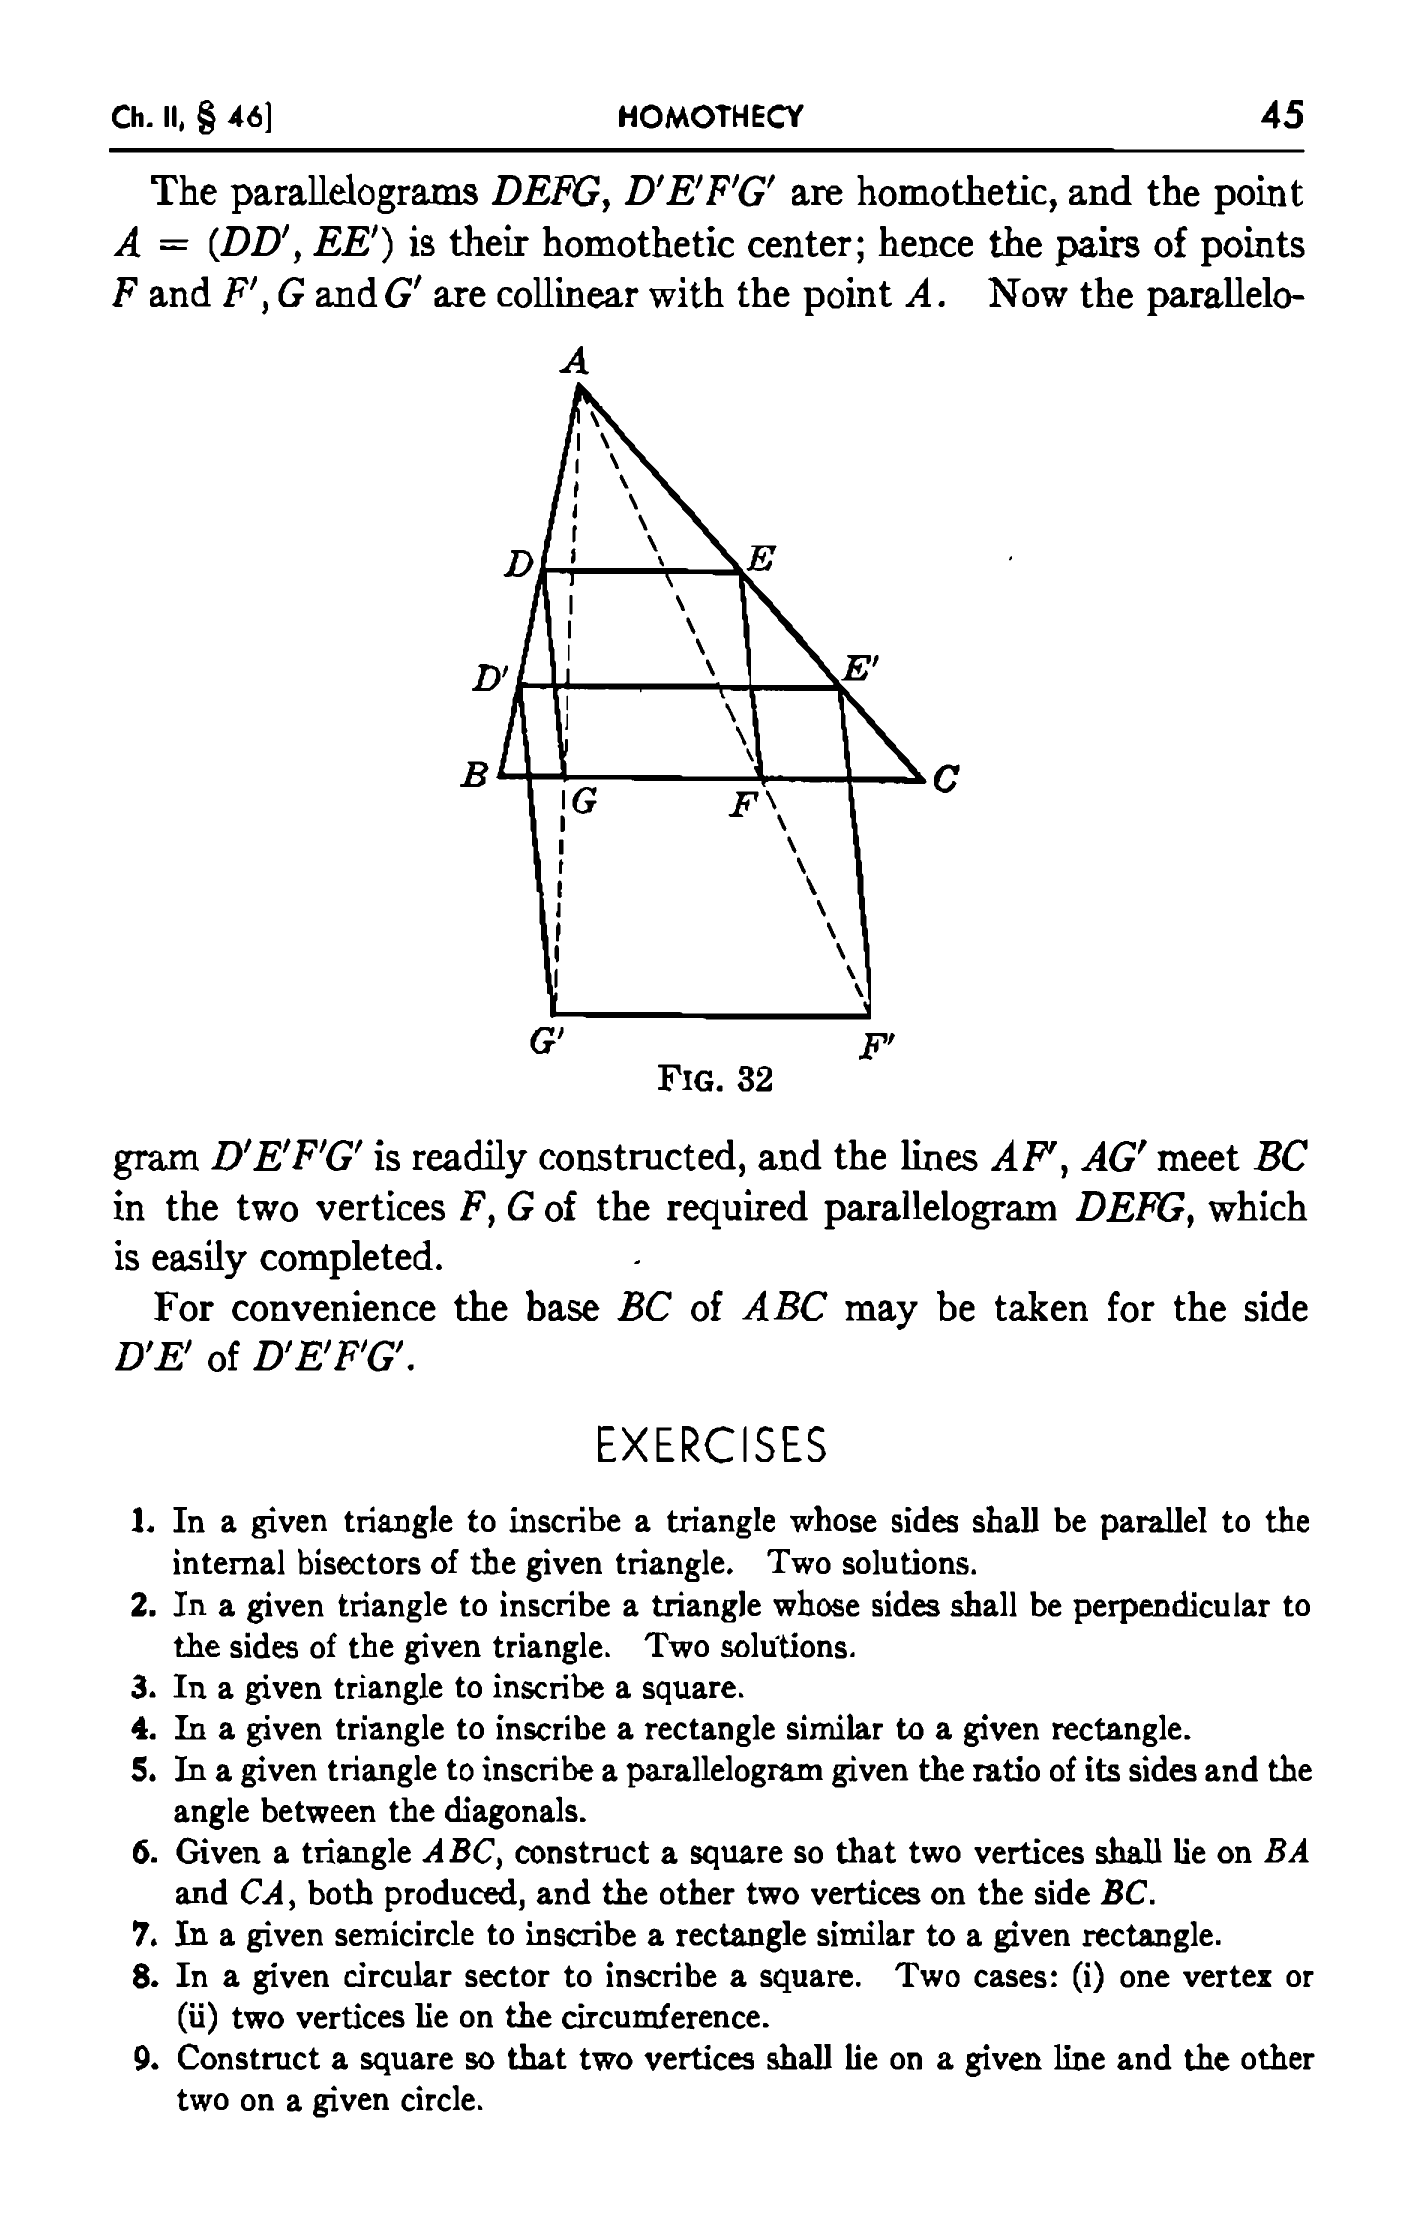 Ch. II, § 46] HOMOTHECY 45
The parallelograms DEFG, D'E'F'G' are homothetic, and the point
A = (DD', EE') is their homothetic center; hence the pairs of points
F and F', G and G' are collinear with the point A. Now the parallelo-
A
D E
D' E'
B G F C
G' F'
FIG. 32
gram D'E'F'G' is readily constructed, and the lines AF', AG' meet BC
in the two vertices F, G of the required parallelogram DEFG, which
is easily completed.
For convenience the base BC of ABC may be taken for the side
D'E' of D'E'F'G'.
EXERCISES
1. In a given triangle to inscribe a triangle whose sides shall be parallel to the
internal bisectors of the given triangle. Two solutions.
2. In a given triangle to inscribe a triangle whose sides shall be perpendicular to
the sides of the given triangle. Two solutions.
3. In a given triangle to inscribe a square.
4. In a given triangle to inscribe a rectangle similar to a given rectangle.
5. In a given triangle to inscribe a parallelogram given the ratio of its sides and the
angle between the diagonals.
6. Given a triangle ABC, construct a square so that two vertices shall lie on BA
and CA, both produced, and the other two vertices on the side BC.
7. In a given semicircle to inscribe a rectangle similar to a given rectangle.
8. In a given circular sector to inscribe a square. Two cases: (i) one vertex or
(ii) two vertices lie on the circumference.
9. Construct a square so that two vertices shall lie on a given line and the other
two on a given circle.